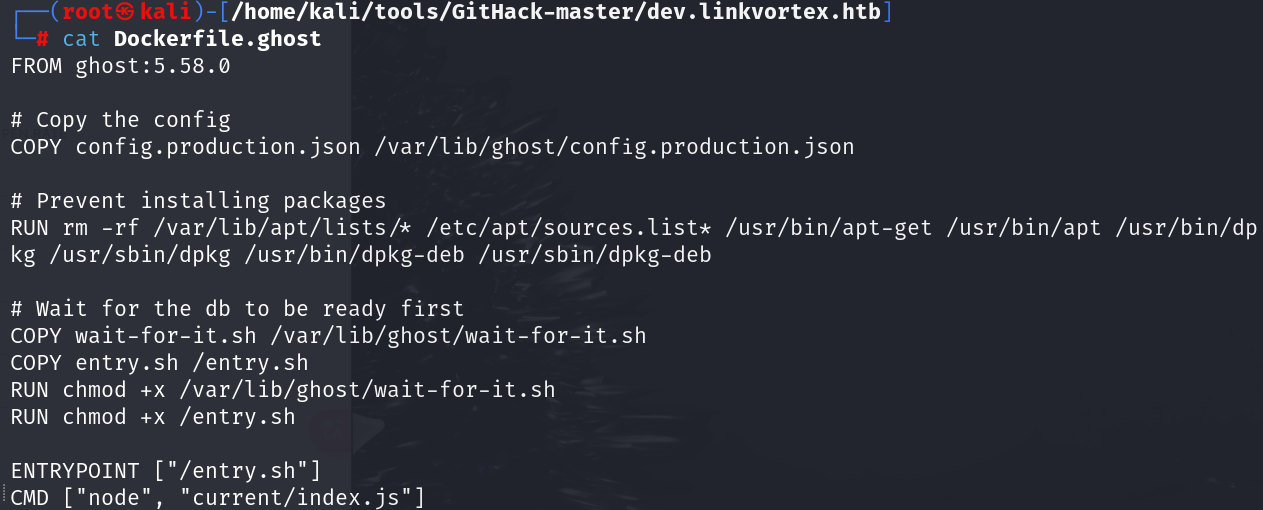 ┌──(root㉿kali)-[/home/kali/tools/GitHack-master/dev.linkvortex.htb]
└─# cat Dockerfile.ghost
FROM ghost:5.58.0

# Copy the config
COPY config.production.json /var/lib/ghost/config.production.json

# Prevent installing packages
RUN rm -rf /var/lib/apt/lists/* /etc/apt/sources.list* /usr/bin/apt-get /usr/bin/apt /usr/bin/dp
kg /usr/sbin/dpkg /usr/bin/dpkg-deb /usr/sbin/dpkg-deb

# Wait for the db to be ready first
COPY wait-for-it.sh /var/lib/ghost/wait-for-it.sh
COPY entry.sh /entry.sh
RUN chmod +x /var/lib/ghost/wait-for-it.sh
RUN chmod +x /entry.sh

ENTRYPOINT ["/entry.sh"]
CMD ["node", "current/index.js"]